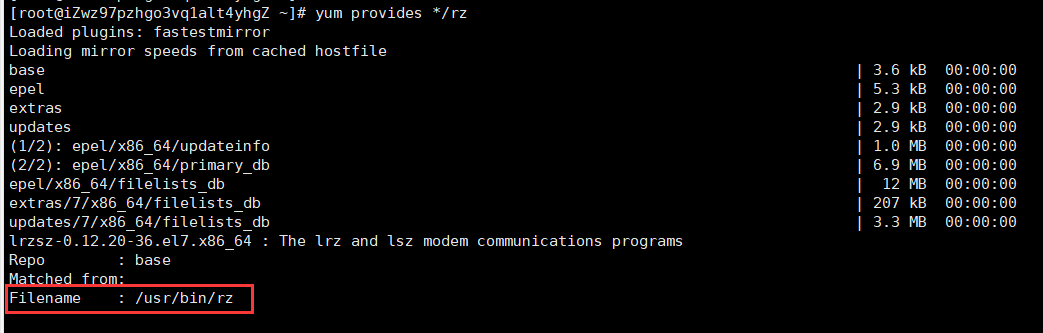 [root@iZwz97pzhgo3vq1alt4yhgZ ~]# yum provides */rz
Loaded plugins: fastestmirror
Loading mirror speeds from cached hostfile
base | 3.6 kB 00:00:00
epel | 5.3 kB 00:00:00
extras | 2.9 kB 00:00:00
updates | 2.9 kB 00:00:00
(1/2): epel/x86_64/updateinfo | 1.0 MB 00:00:00
(2/2): epel/x86_64/primary_db | 6.9 MB 00:00:00
epel/x86_64/filelists_db | 12 MB 00:00:00
extras/7/x86_64/filelists_db | 207 kB 00:00:00
updates/7/x86_64/filelists_db | 3.3 MB 00:00:00
lrzsz-0.12.20-36.el7.x86_64 : The lrz and lsz modem communications programs
Repo : base
Matched from:
Filename : /usr/bin/rz